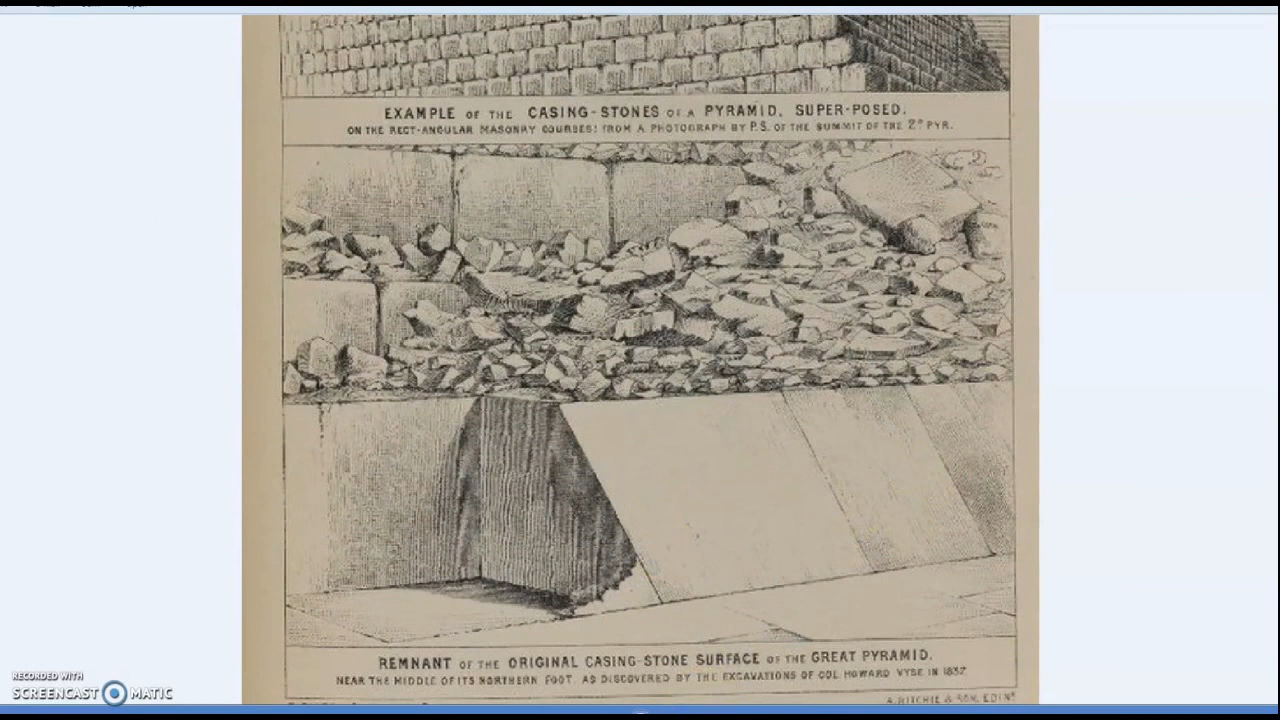 EXAMPLE OF THE CASING-STONES OF A PYRAMID, SUPER-POSED,
ON THE RECT-ANGULAR MASONRY COURSES: FROM A PHOTOGRAPH BY P.S. OF THE SUMMIT OF THE 2ᴰ PYR.
REMNANT OF THE ORIGINAL CASING-STONE SURFACE OF THE GREAT PYRAMID.
NEAR THE MIDDLE OF ITS NORTHERN FOOT, AS DISCOVERED BY THE EXCAVATIONS OF COL. HOWARD VYSE IN 1837.
A. RITCHIE & SON, EDINᴿ
RECORDED WITH
SCREENCAST MATIC